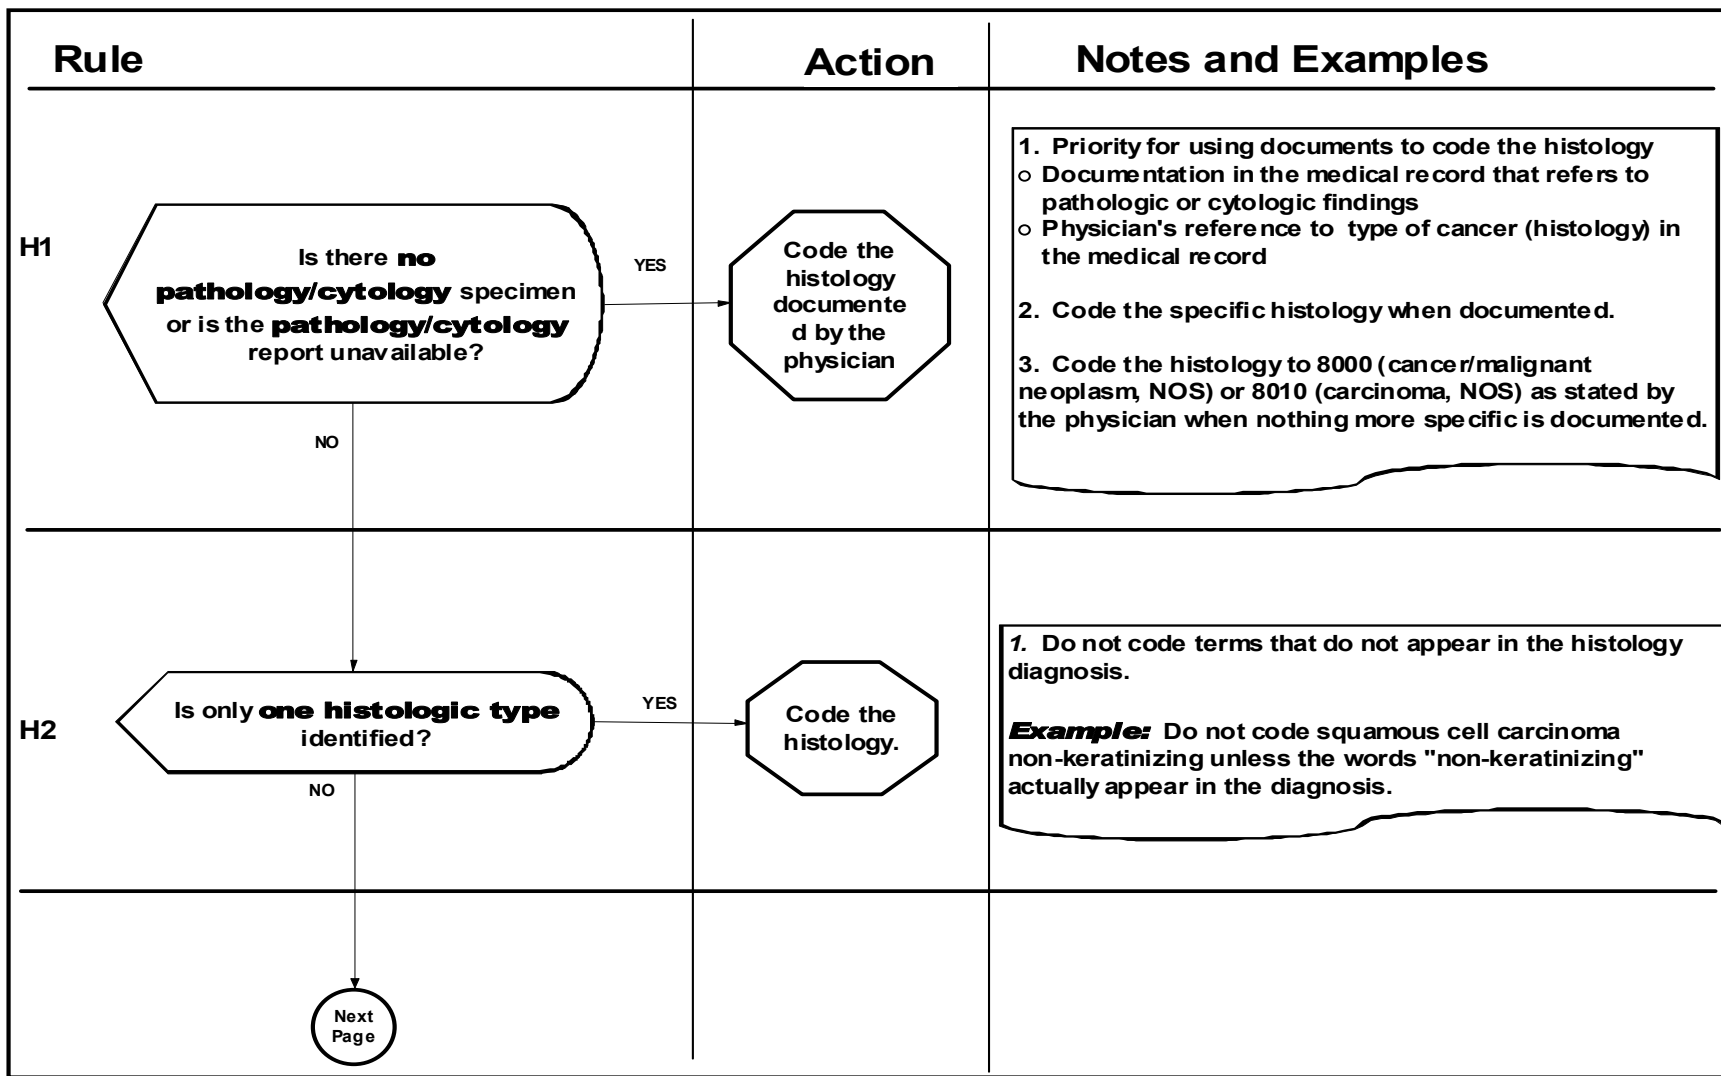 Rule
Action
Notes and Examples
H1
Is there no
pathology/cytology specimen
or is the pathology/cytology
report unavailable?
YES
Code the
histology
documente
d by the
physician
1. Priority for using documents to code the histology
o Documentation in the medical record that refers to
pathologic or cytologic findings
o Physician's reference to type of cancer (histology) in
the medical record
2. Code the specific histology when documented.
3. Code the histology to 8000 (cancer/malignant
neoplasm, NOS) or 8010 (carcinoma, NOS) as stated by
the physician when nothing more specific is documented.
NO
H2
Is only one histologic type
identified?
YES
Code the
histology.
1. Do not code terms that do not appear in the histology
diagnosis.
Example: Do not code squamous cell carcinoma
non-keratinizing unless the words "non-keratinizing"
actually appear in the diagnosis.
NO
Next
Page